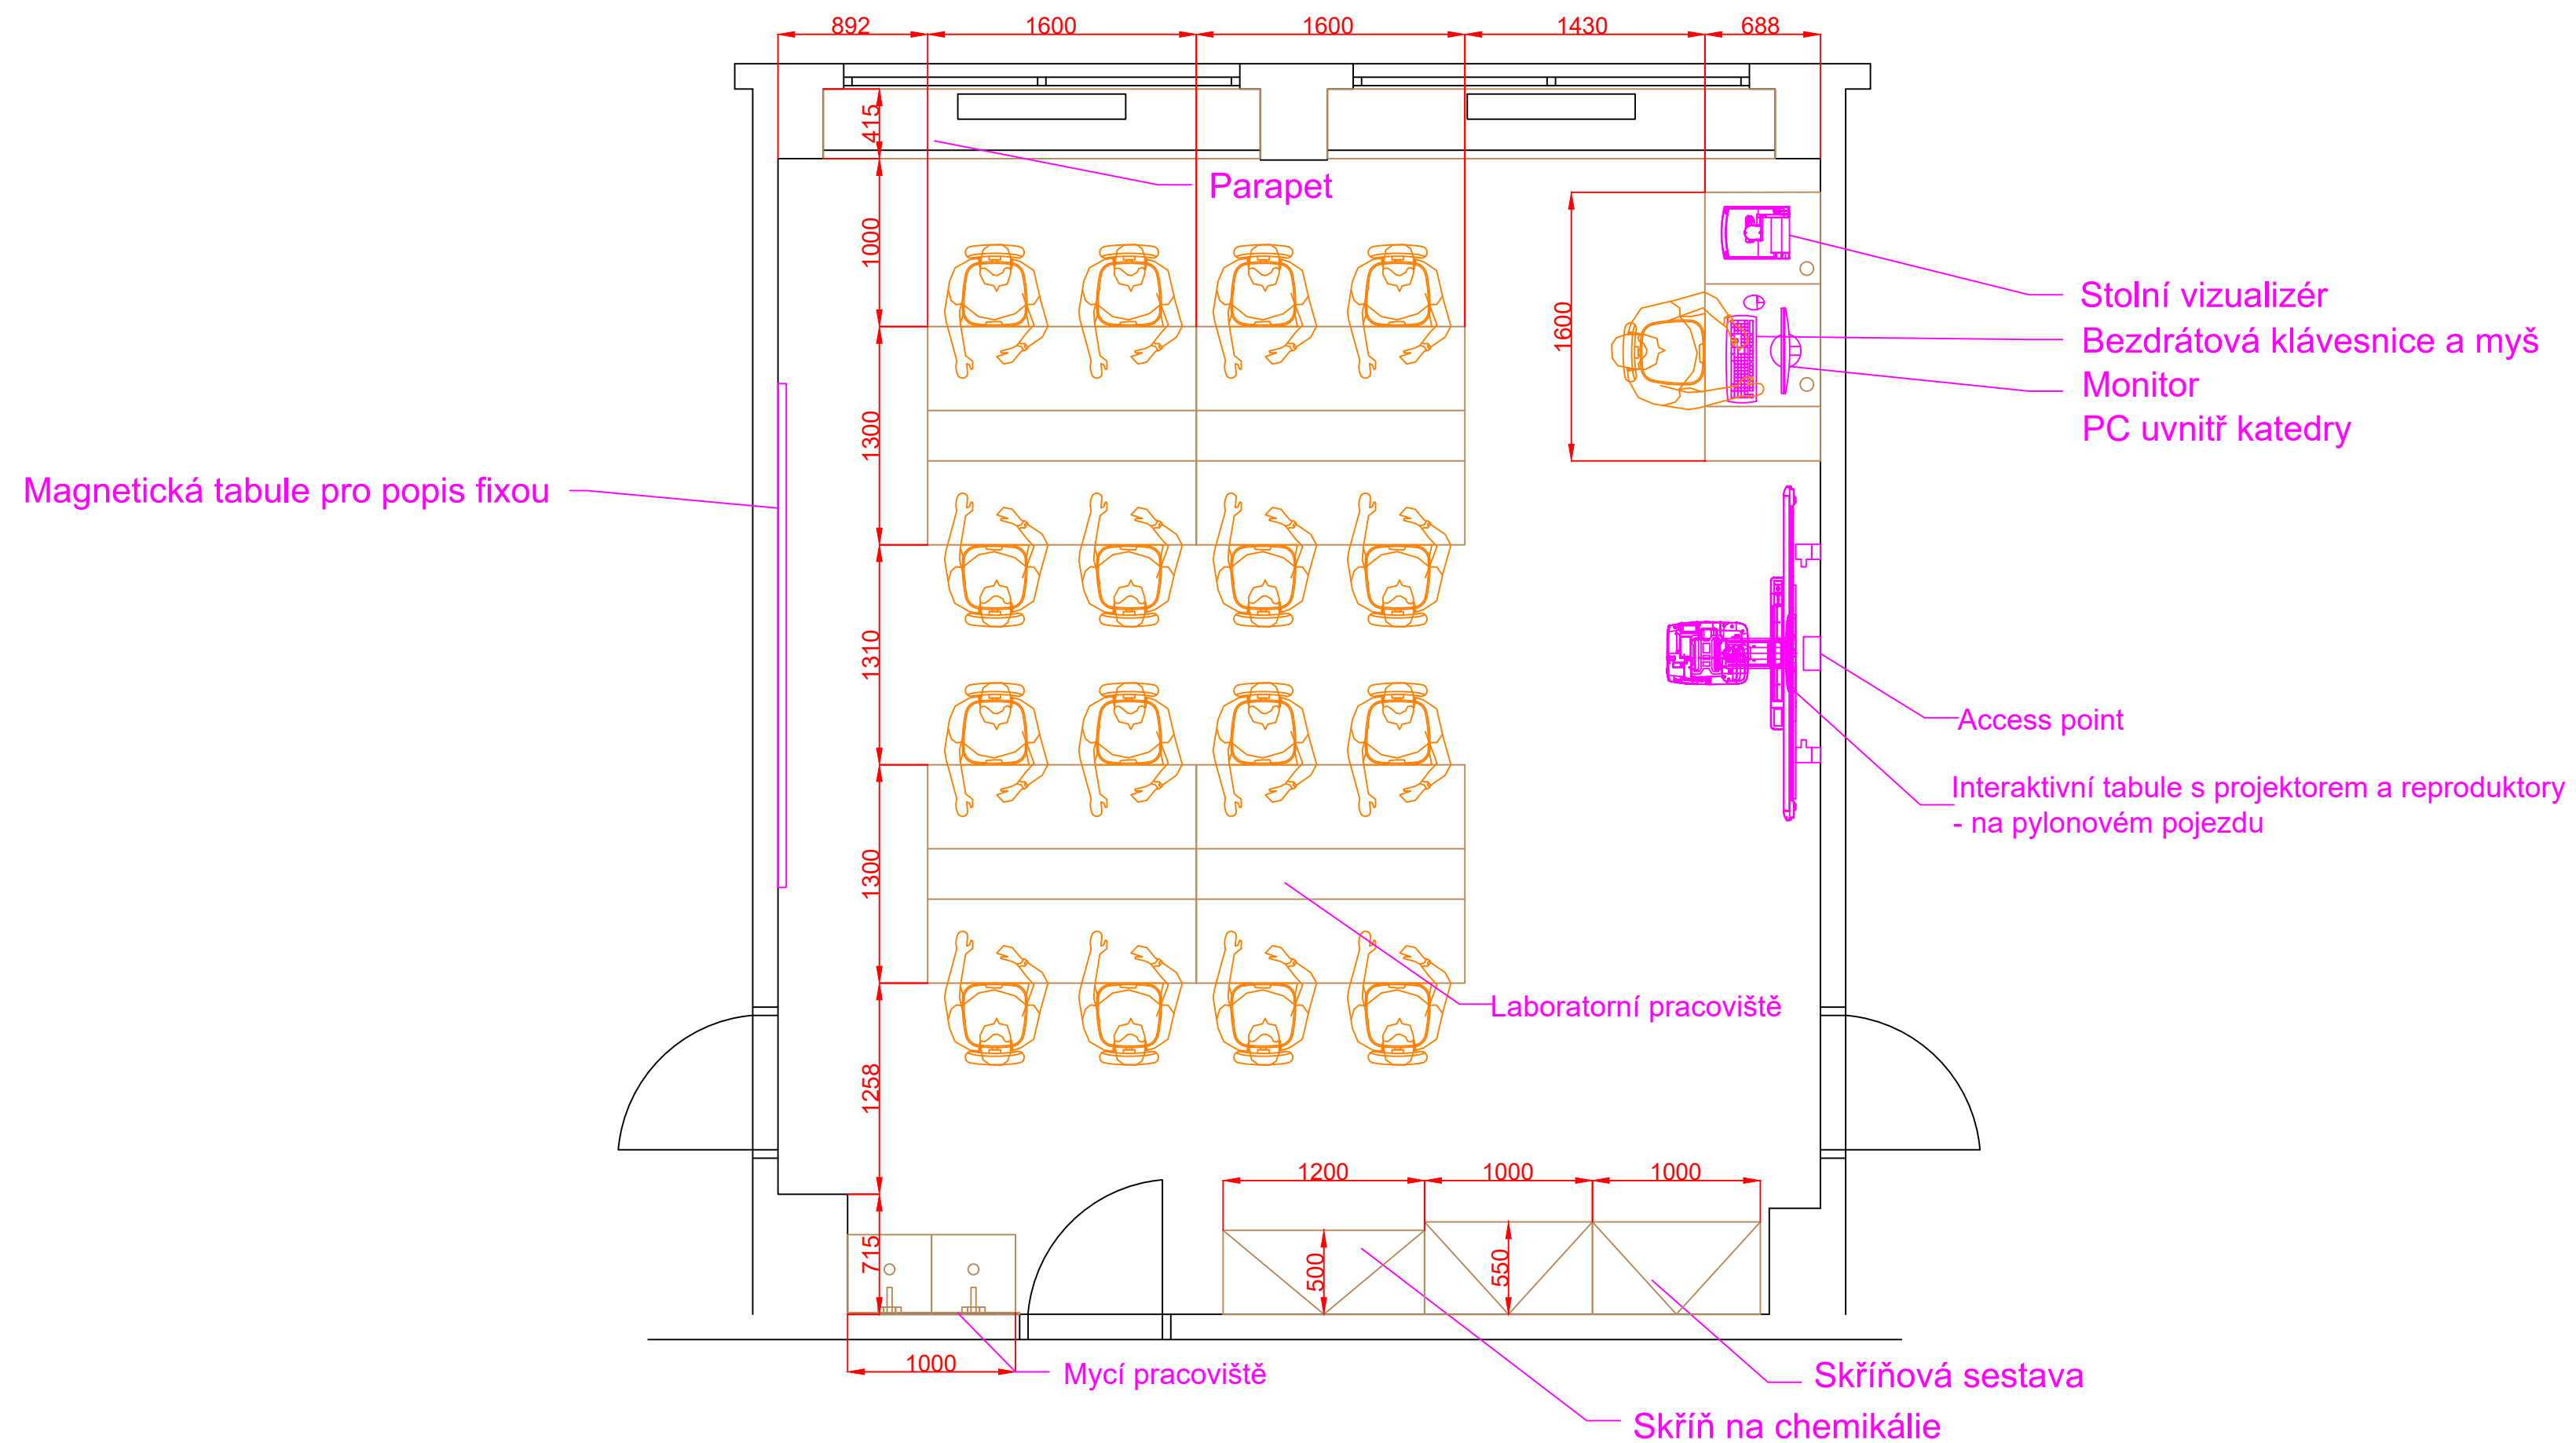 892
1600
1600
1430
688
415
Parapet
1000
1600
Stolní vizualizér
Bezdrátová klávesnice a myš
Monitor
PC uvnitř katedry
1300
Magnetická tabule pro popis fixou
1310
Access point
Interaktivní tabule s projektorem a reproduktory
- na pylonovém pojezdu
1300
Laboratorní pracoviště
1258
1200
1000
1000
715
500
550
1000
Mycí pracoviště
Skříňová sestava
Skříň na chemikálie